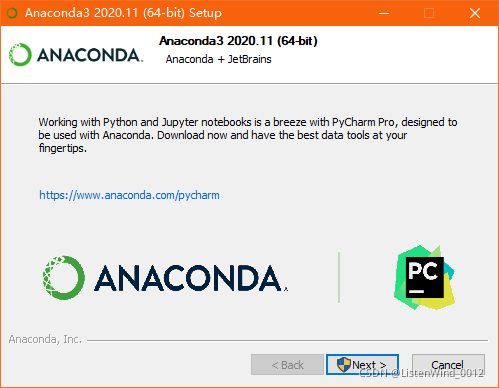 Anaconda3 2020.11 (64-bit) Setup
ANACONDA.
Anaconda3 2020.11 (64-bit)
Anaconda + JetBrains
Working with Python and Jupyter notebooks is a breeze with PyCharm Pro, designed to
be used with Anaconda. Download now and have the best data tools at your
fingertips.
https://www.anaconda.com/pycharm
ANACONDA.
PC
Anaconda, Inc.
< Back
Next >
Cancel
CSDN @ListenWind_0012